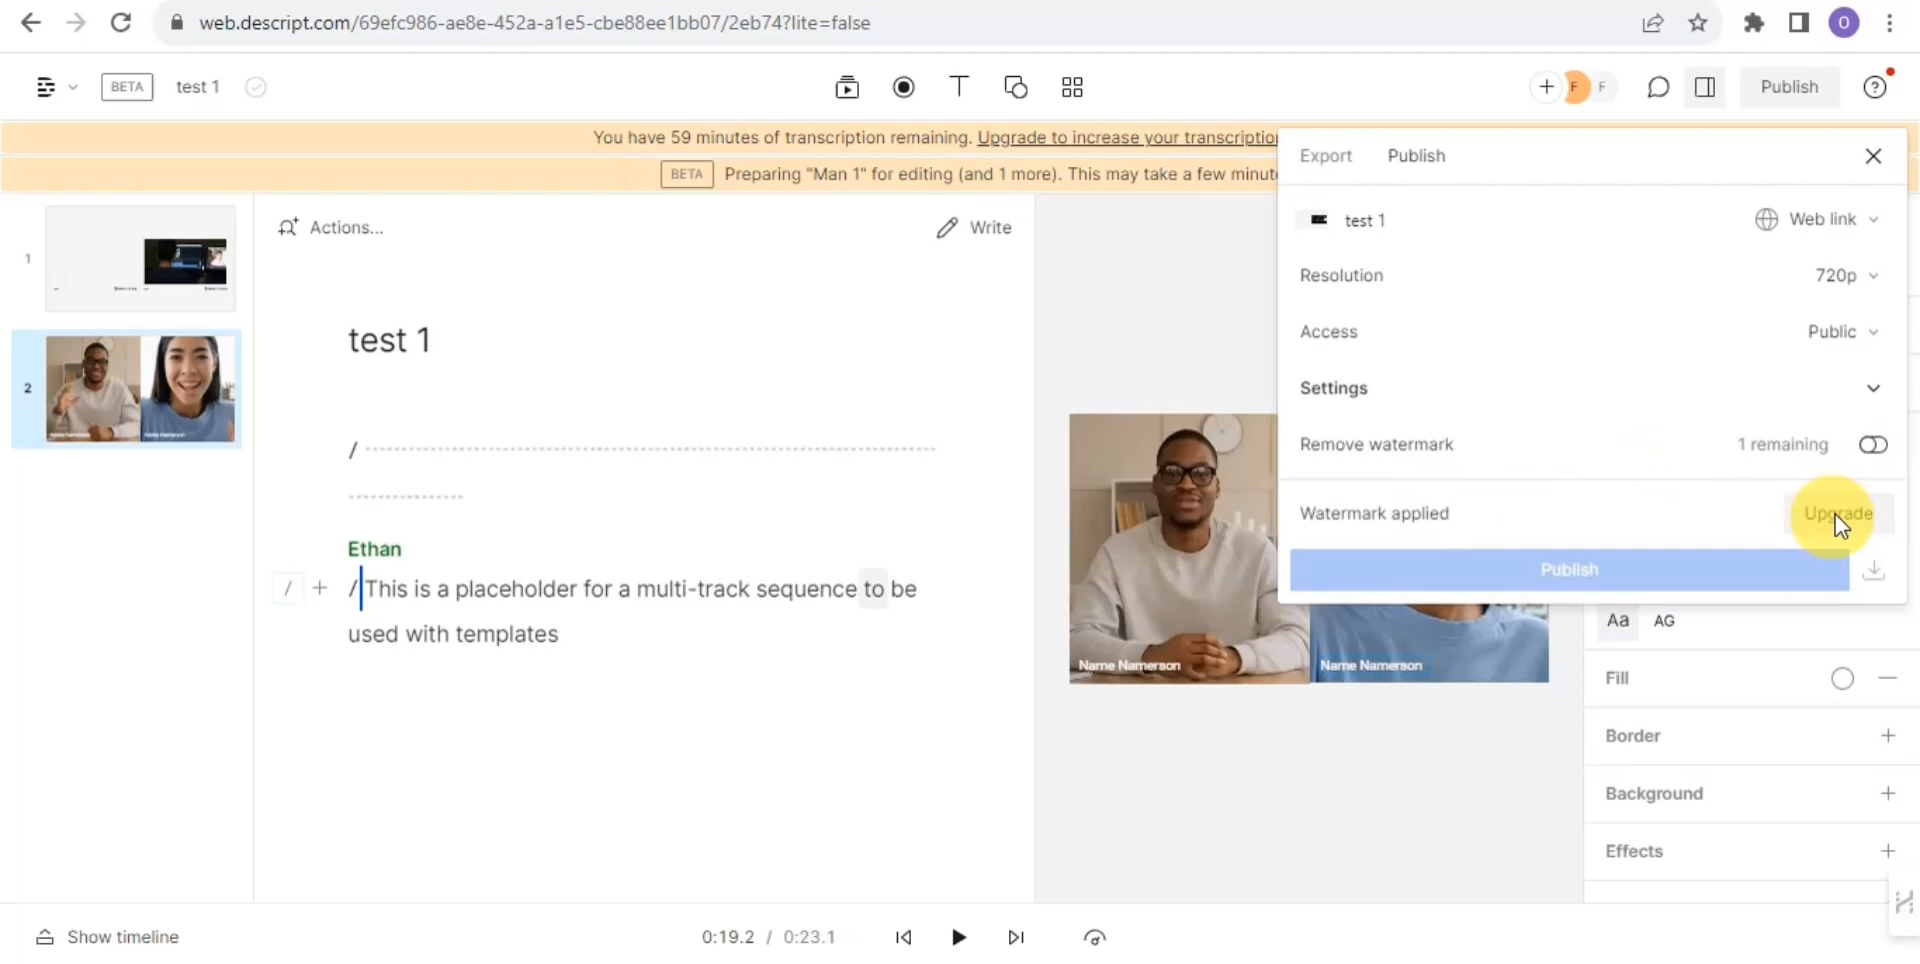 web.descript.com/69efc986-ae8e-452a-a1e5-cbe88ee1bb07/2eb74?lite=false
O
BETA
test 1
F
F
Publish
You have 59 minutes of transcription remaining. Upgrade to increase your transcription
BETA Preparing "Man 1" for editing (and 1 more). This may take a few minut
Export
Publish
test 1
Web link
Resolution
720p
Access
Public
Settings
Remove watermark
1 remaining
Watermark applied
Upgrade
Publish
1
2
Actions...
Write
test 1
/
Ethan
/ + / This is a placeholder for a multi-track sequence to be
used with templates
Name Namerson
Name Namerson
Aa
AG
Fill
Border
Background
Effects
Show timeline
0:19.2 / 0:23.1